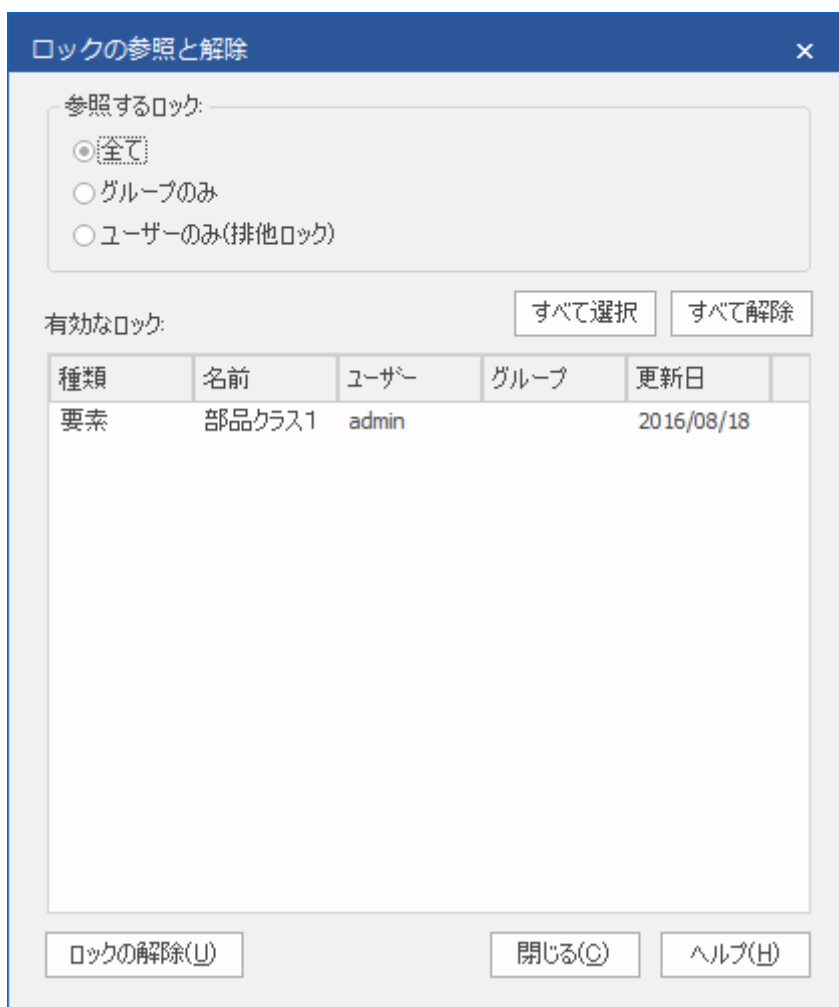 ロックの参照と解除
参照するロック:
全て
グループのみ
ユーザーのみ(排他ロック)
有効なロック:
すべて選択 すべて解除
種類 名前 ユーザー グループ 更新日
要素 部品クラス1 admin 2016/08/18
ロックの解除(U) 閉じる(C) ヘルプ(H)